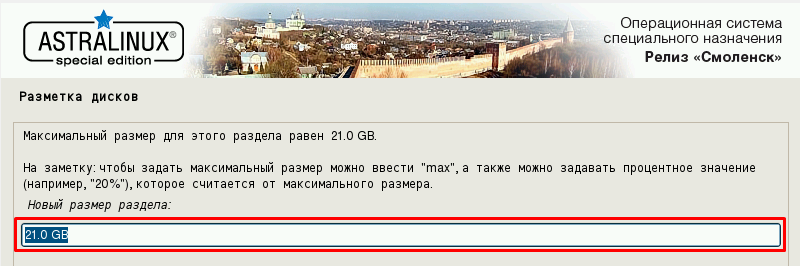 ASTRALINUX®
special edition
Операционная система
специального назначения
Релиз «Смоленск»
Разметка дисков
Максимальный размер для этого раздела равен 21.0 GB.
На заметку: чтобы задать максимальный размер можно ввести "max", а также можно задавать процентное значение
(например, "20%"), которое считается от максимального размера.
Новый размер раздела:
21.0 GB